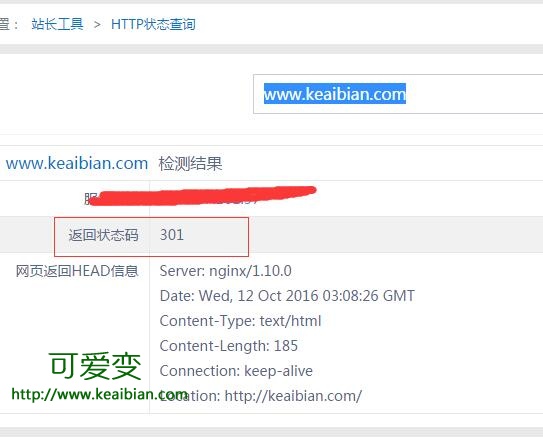 置： 站长工具 > HTTP状态查询
www.keaibian.com
www.keaibian.com 检测结果
返回状态码 301
网页返回HEAD信息 Server: nginx/1.10.0
Date: Wed, 12 Oct 2016 03:08:26 GMT
Content-Type: text/html
Content-Length: 185
Connection: keep-alive
Location: http://keaibian.com/
可爱变
http://www.keaibian.com